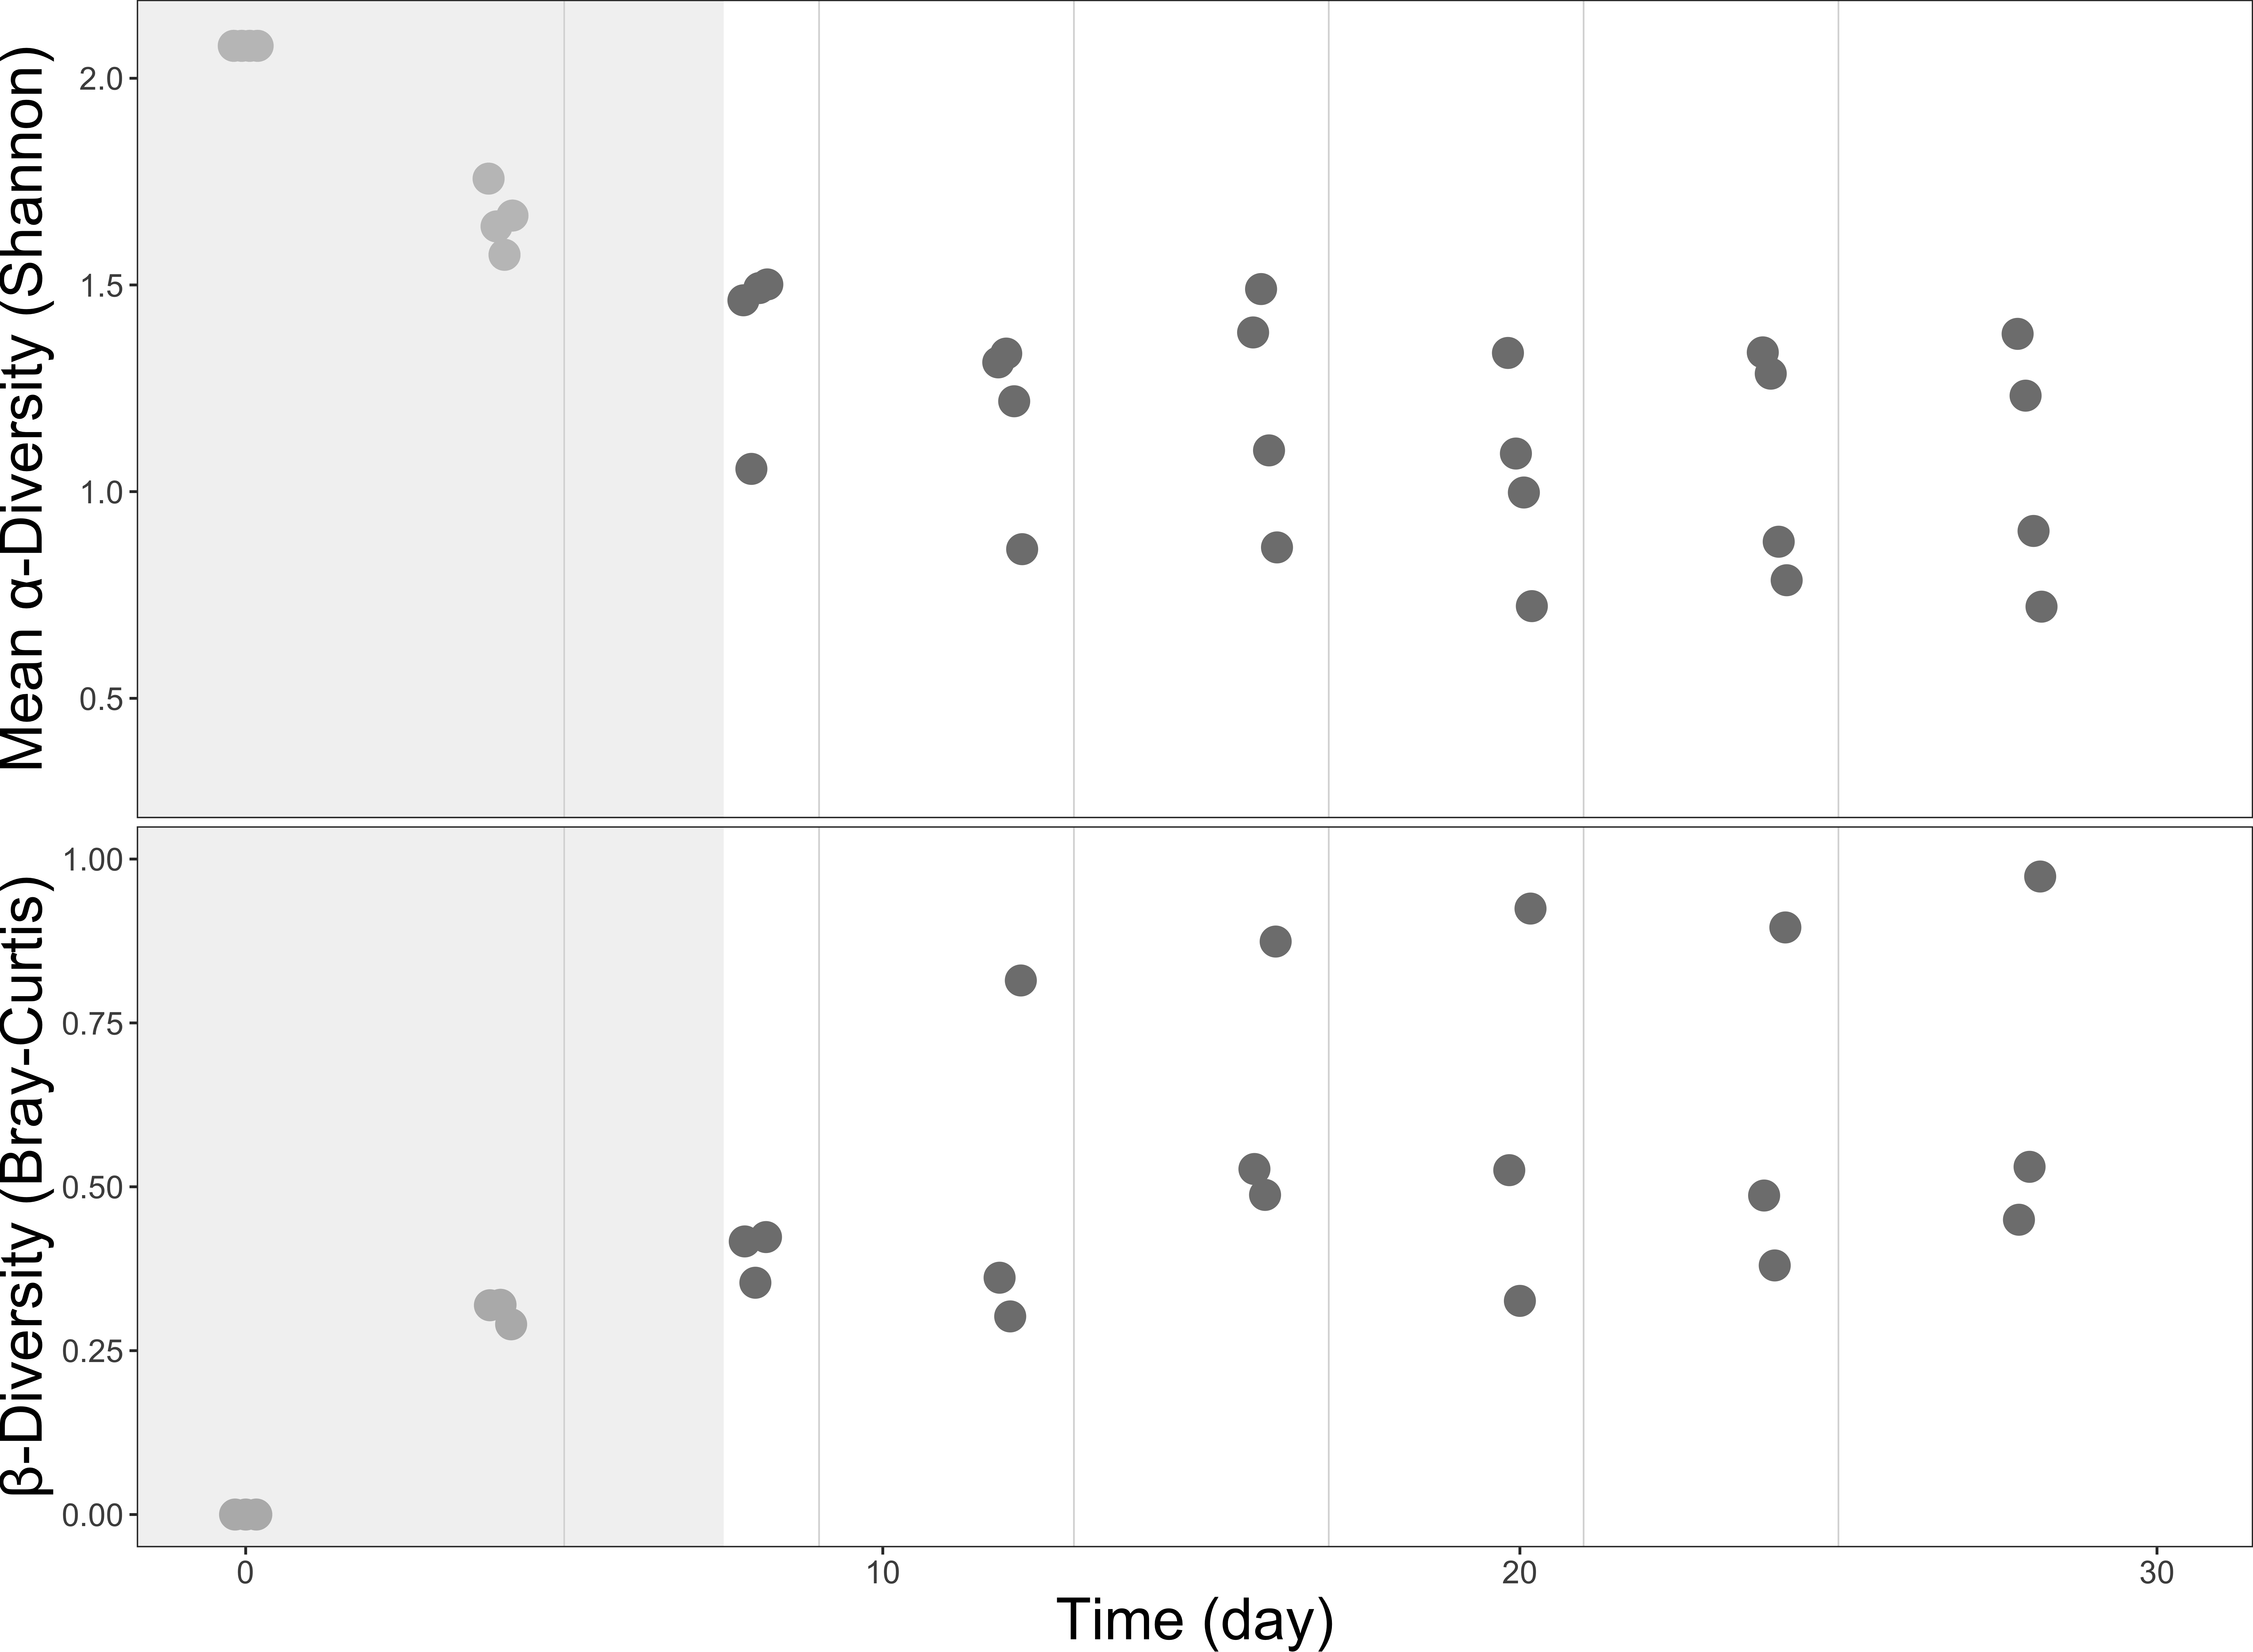 Mean α-Diversity (Shannon)
2.0
1.5
1.0
0.5
β-Diversity (Bray-Curtis)
1.00
0.75
0.50
0.25
0.00
0 10 20 30
Time (day)